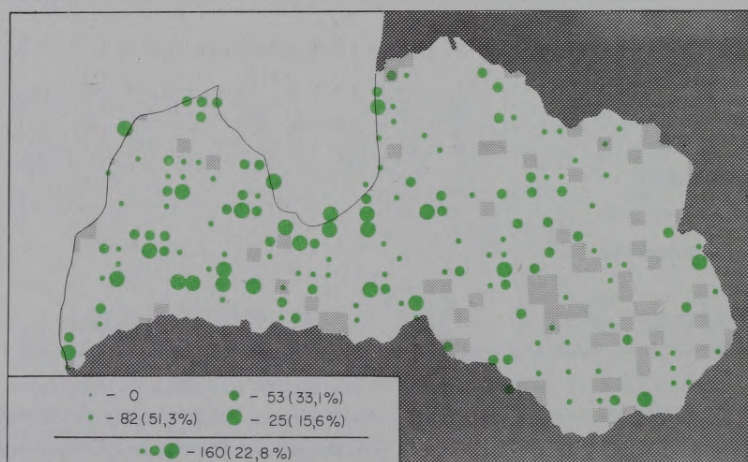 - 0
- 53 (33,1%)
- 82 (51,3%)
- 25 (15,6%)
- 160 (22,8%)